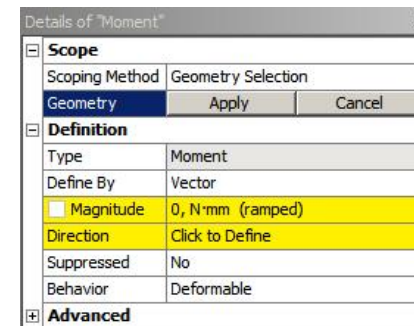 Details of "Moment"
Scope
Scoping Method Geometry Selection
Geometry Apply Cancel
Definition
Type Moment
Define By Vector
Magnitude 0, N·mm (ramped)
Direction Click to Define
Suppressed No
Behavior Deformable
Advanced